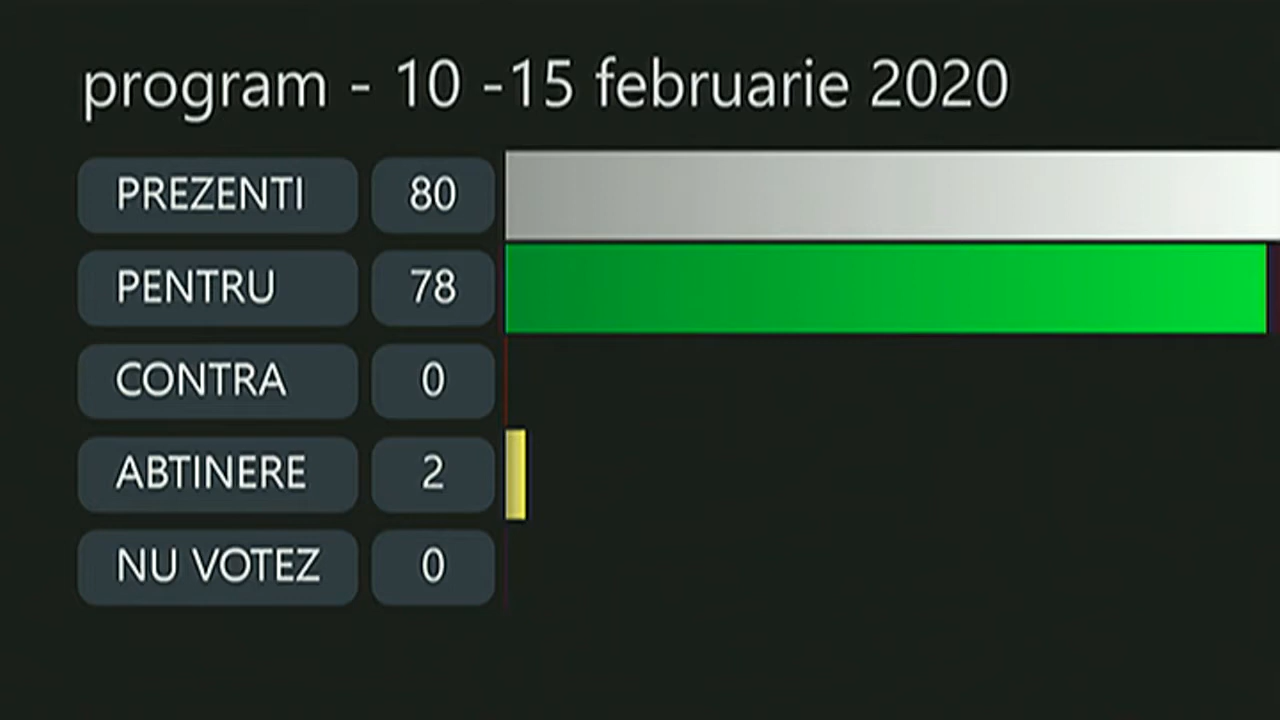 program - 10 -15 februarie 2020
PREZENTI 80
PENTRU 78
CONTRA 0
ABTINERE 2
NU VOTEZ 0